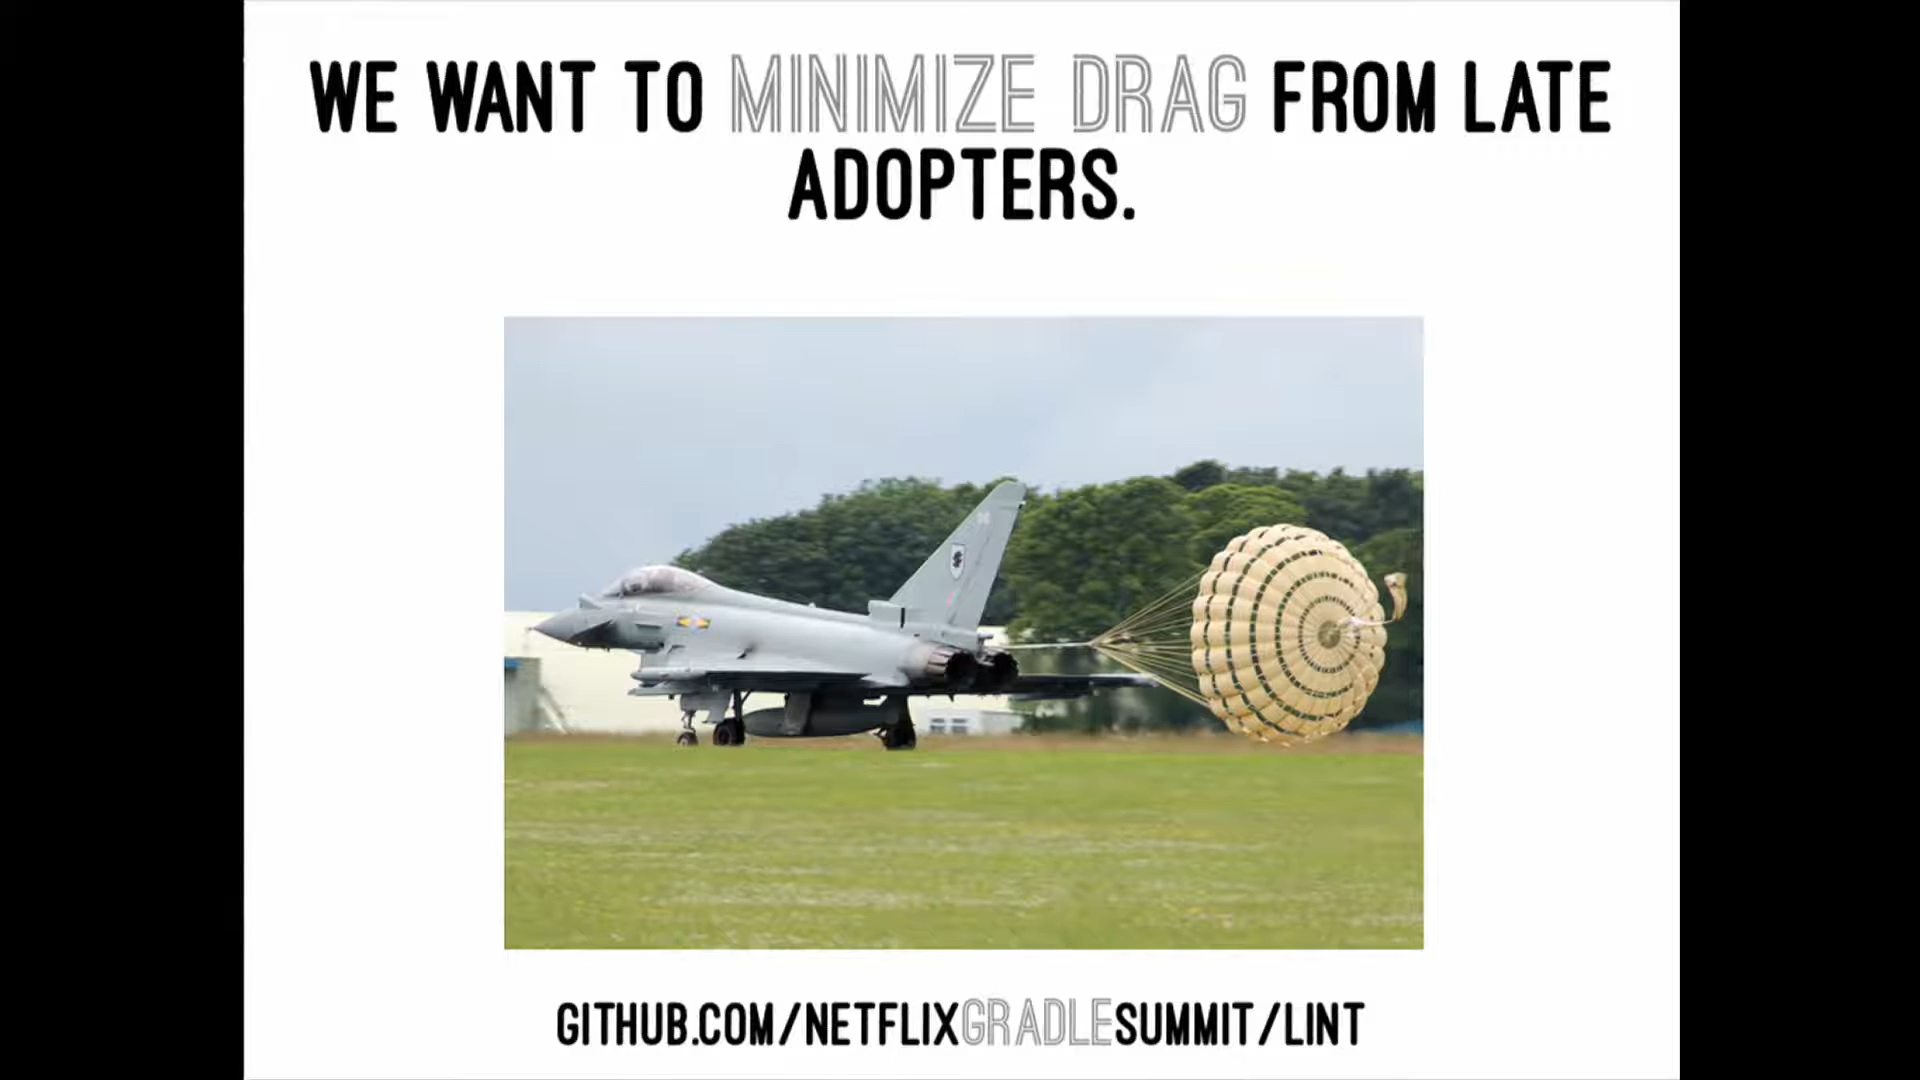 WE WANT TO MINIMIZE DRAG FROM LATE
ADOPTERS.
GITHUB.COM/NETFLIXGRADLESUMMIT/LINT